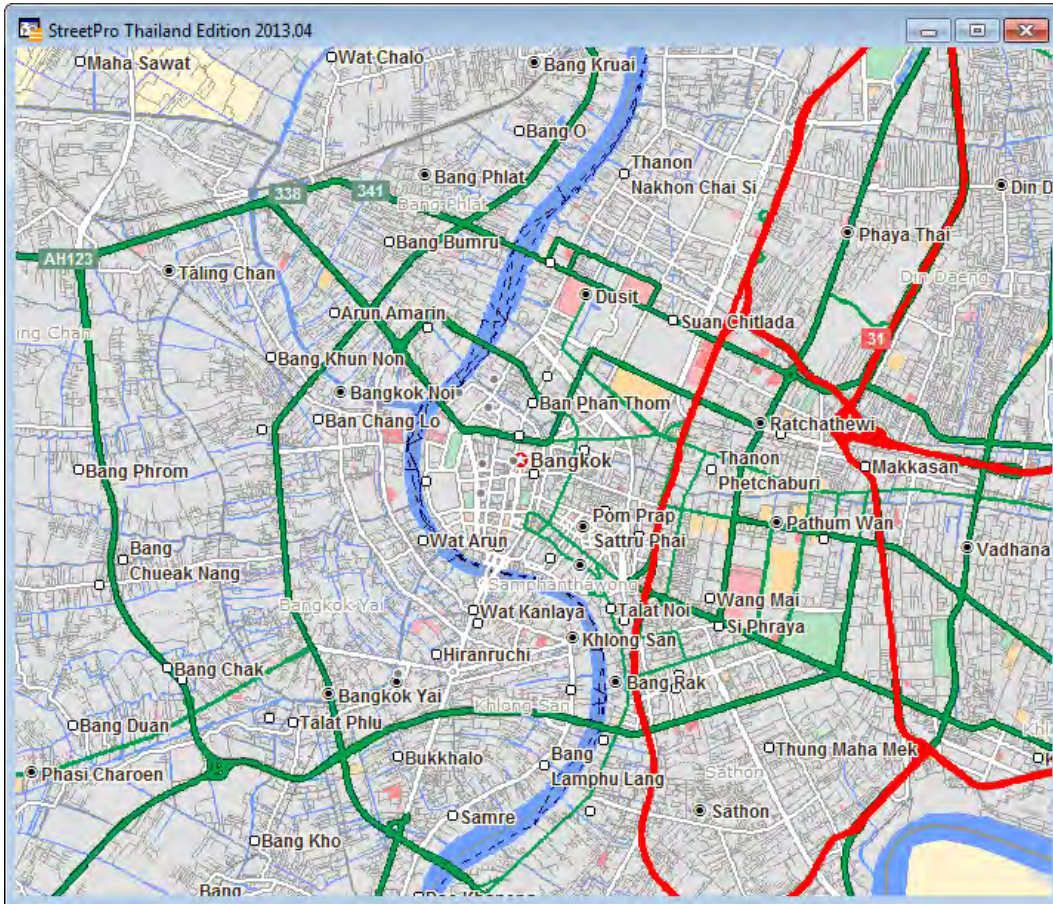 StreetPro Thailand Edition 2013.04
Maha Sawat
Wat Chalo
Bang Kruai
Bang O
Thanon
Nakhon Chai Si
Bang Phlat
341
338
Bang Phlat
Din D
Phaya Thai
Bang Bumru
AH123
Taling Chan
Din Daeng
Dusit
Arun Amarin
Suan Chitlada
ung Chan
31
Bang Khun Non
Bangkok Noi
Ban Phan Thom
Ban Chang Lo
Ratchathewi
Bangkok
Thanon
Phetchaburi
Makkasan
Bang Phrom
Pom Prap
Sattru Phai
Pathum Wan
Wat Arun
Vadhana
Bang
Chueak Nang
Samphanthawong
Bangkok Yai
Wat Kanlaya
Talat Noi
Wang Mai
Si Phraya
Khlong San
Hiranruchi
Bang Chak
Bang Rak
Bangkok Yai
Khlong San
Bang Duan
Talat Phlu
Thung Maha Mek
Bukkhalo
Bang
Lamphu Lang
Phasi Charoen
Sathon
Samre
Sathon
Bang Kho
Bang